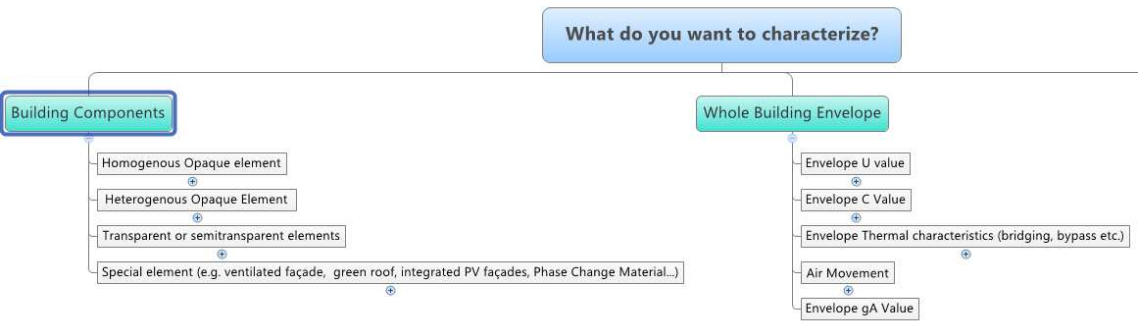 What do you want to characterize?
Building Components
Homogenous Opaque element
Heterogenous Opaque Element
Transparent or semitransparent elements
Special element (e.g. ventilated façade, green roof, integrated PV façades, Phase Change Material...)
Whole Building Envelope
Envelope U value
Envelope C Value
Envelope Thermal characteristics (bridging, bypass etc.)
Air Movement
Envelope gA Value